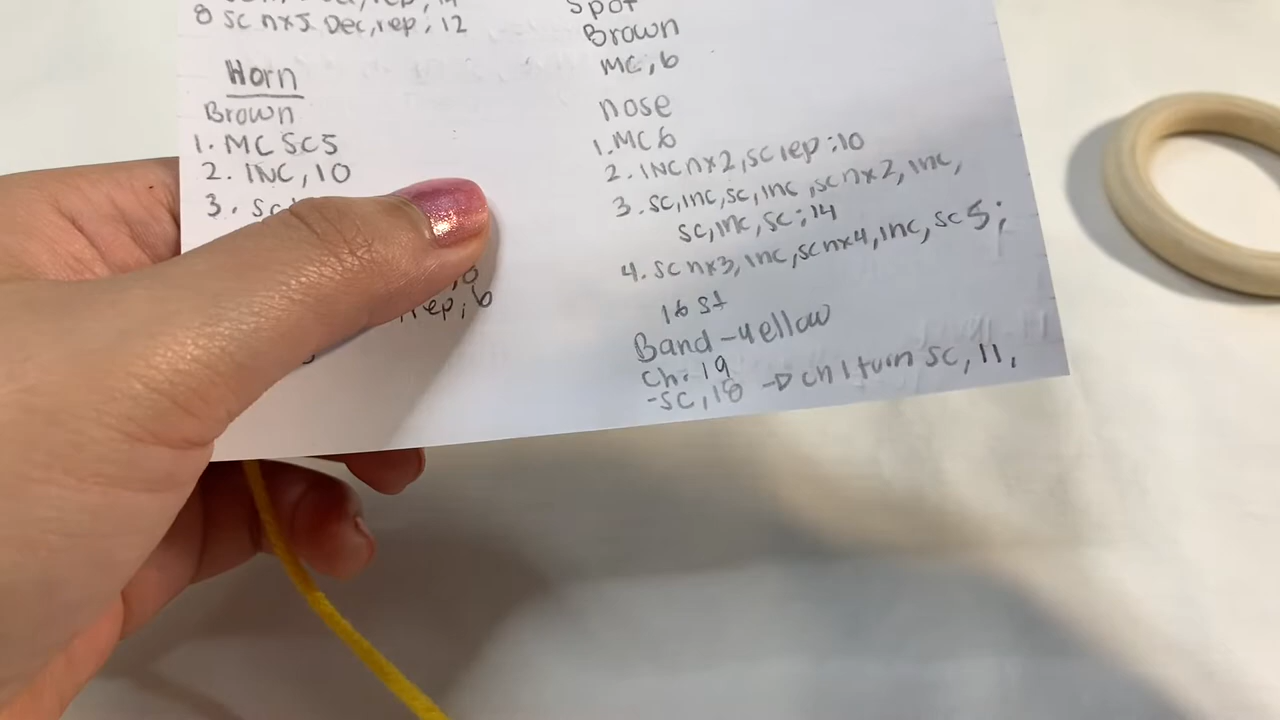 8 sc nx5 Dec, rep; 12
Horn
Brown
1. MC SC5
2. INC, 10
3. Sc
rep; 6
Spot
Brown
MC, 6
nose
1. MC6
2. INC nx2, sc rep; 10
3. sc, inc, sc, inc, sc nx2, inc,
sc, inc, sc; 14
4. sc nx3, inc, sc nx4, inc, sc 5;
16 st
Band-yellow
Ch. 19
-sc, 18 → ch 1 turn sc, 11,